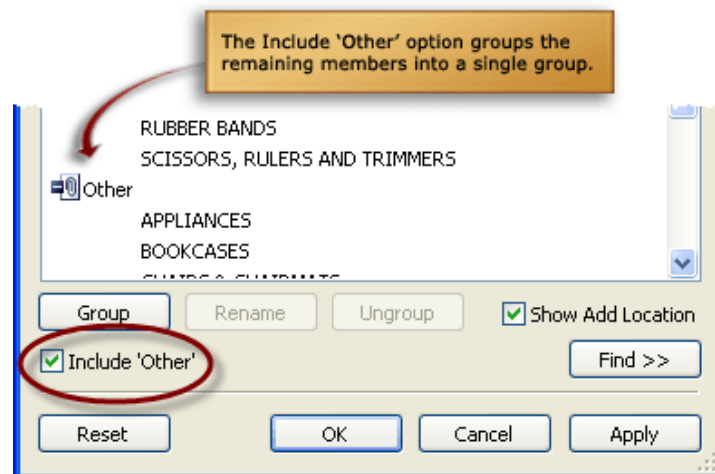 The Include ‘Other’ option groups the
remaining members into a single group.
RUBBER BANDS
SCISSORS, RULERS AND TRIMMERS
Other
APPLIANCES
BOOKCASES
Group Rename Ungroup Show Add Location
Include 'Other' Find >>
Reset OK Cancel Apply